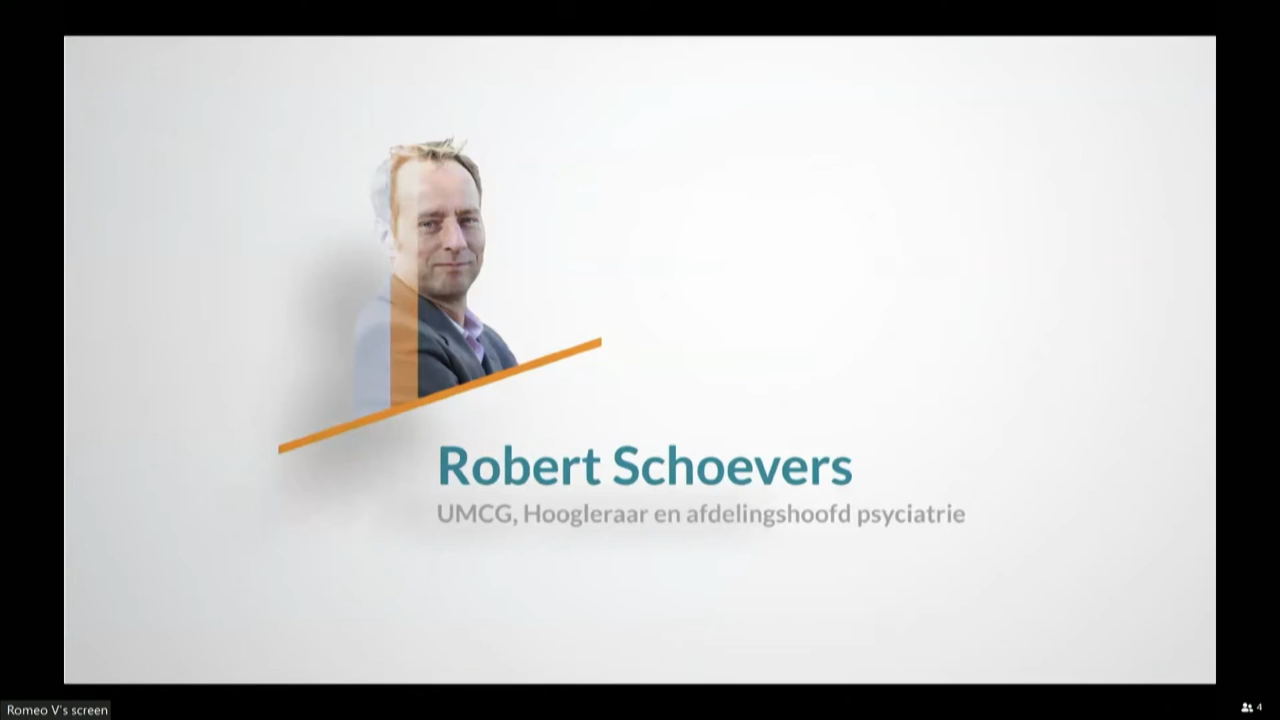 Robert Schoevers
UMCG, Hoogleraar en afdelingshoofd psyciatrie
Romeo V's screen
4